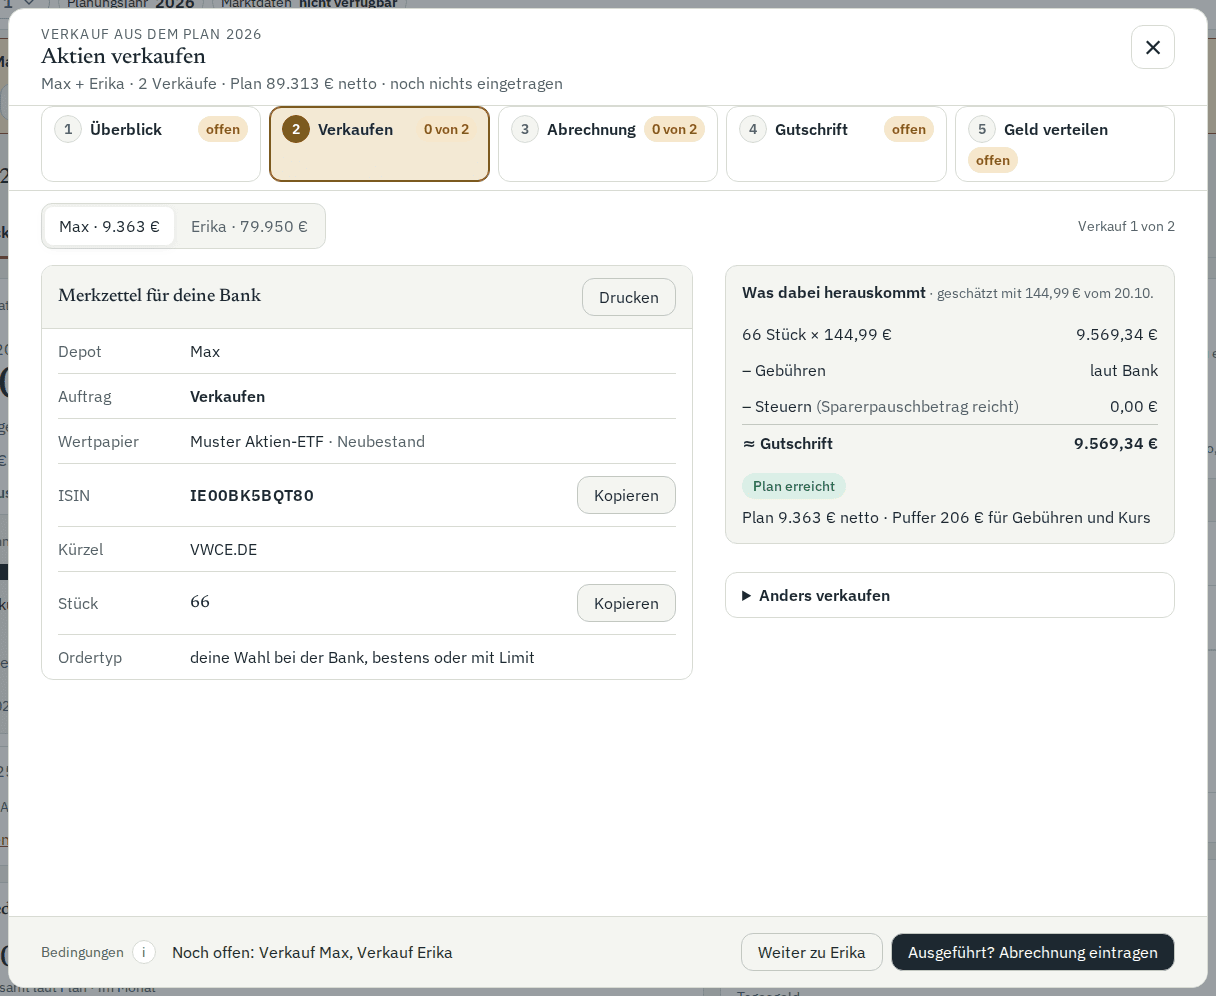 Planungsjahr 2026
Marktdaten nicht verfügbar
VERKAUF AUS DEM PLAN 2026
Aktien verkaufen
Max + Erika · 2 Verkäufe · Plan 89.313 € netto · noch nichts eingetragen
1 Überblick offen
2 Verkaufen 0 von 2
3 Abrechnung 0 von 2
4 Gutschrift offen
5 Geld verteilen offen
Max · 9.363 €
Erika · 79.950 €
Verkauf 1 von 2
Merkzettel für deine Bank
Drucken
Depot Max
Auftrag Verkaufen
Wertpapier Muster Aktien-ETF · Neubestand
ISIN IE00BK5BQT80 Kopieren
Kürzel VWCE.DE
Stück 66 Kopieren
Ordertyp deine Wahl bei der Bank, bestens oder mit Limit
Was dabei herauskommt · geschätzt mit 144,99 € vom 20.10.
66 Stück × 144,99 € 9.569,34 €
– Gebühren laut Bank
– Steuern (Sparerpauschbetrag reicht) 0,00 €
≈ Gutschrift 9.569,34 €
Plan erreicht
Plan 9.363 € netto · Puffer 206 € für Gebühren und Kurs
▶ Anders verkaufen
Bedingungen i Noch offen: Verkauf Max, Verkauf Erika
Weiter zu Erika
Ausgeführt? Abrechnung eintragen